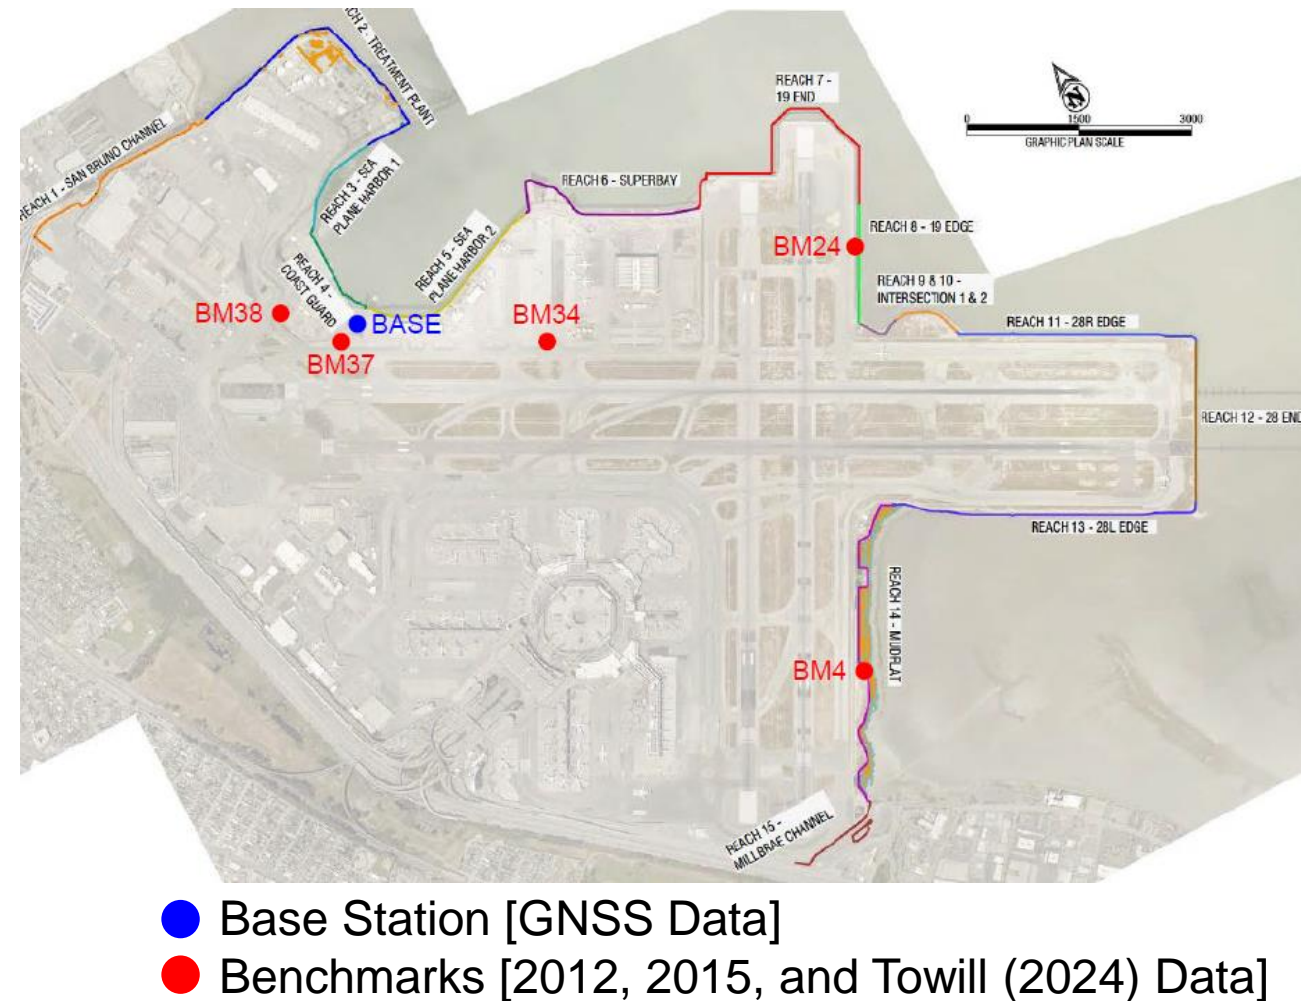 REACH 1 - SAN BRUNO CHANNEL
CH 2 - TREATMENT PLANT
REACH 3 - SEA
PLANE HARBOR 1
REACH 4 -
COAST GUARD
REACH 5 - SEA
PLANE HARBOR 2
REACH 6 - SUPERBAY
REACH 7 -
19 END
0 1500 3000
GRAPHIC PLAN SCALE
REACH 8 - 19 EDGE
BM24
REACH 9 & 10 -
INTERSECTION 1 & 2
REACH 11 - 28R EDGE
BM38
BASE
BM37
BM34
REACH 12 - 28 END
REACH 13 - 28L EDGE
REACH 14 - MUDFLAT
BM4
REACH 15 -
MILLBRAE CHANNEL
Base Station [GNSS Data]
Benchmarks [2012, 2015, and Towill (2024) Data]